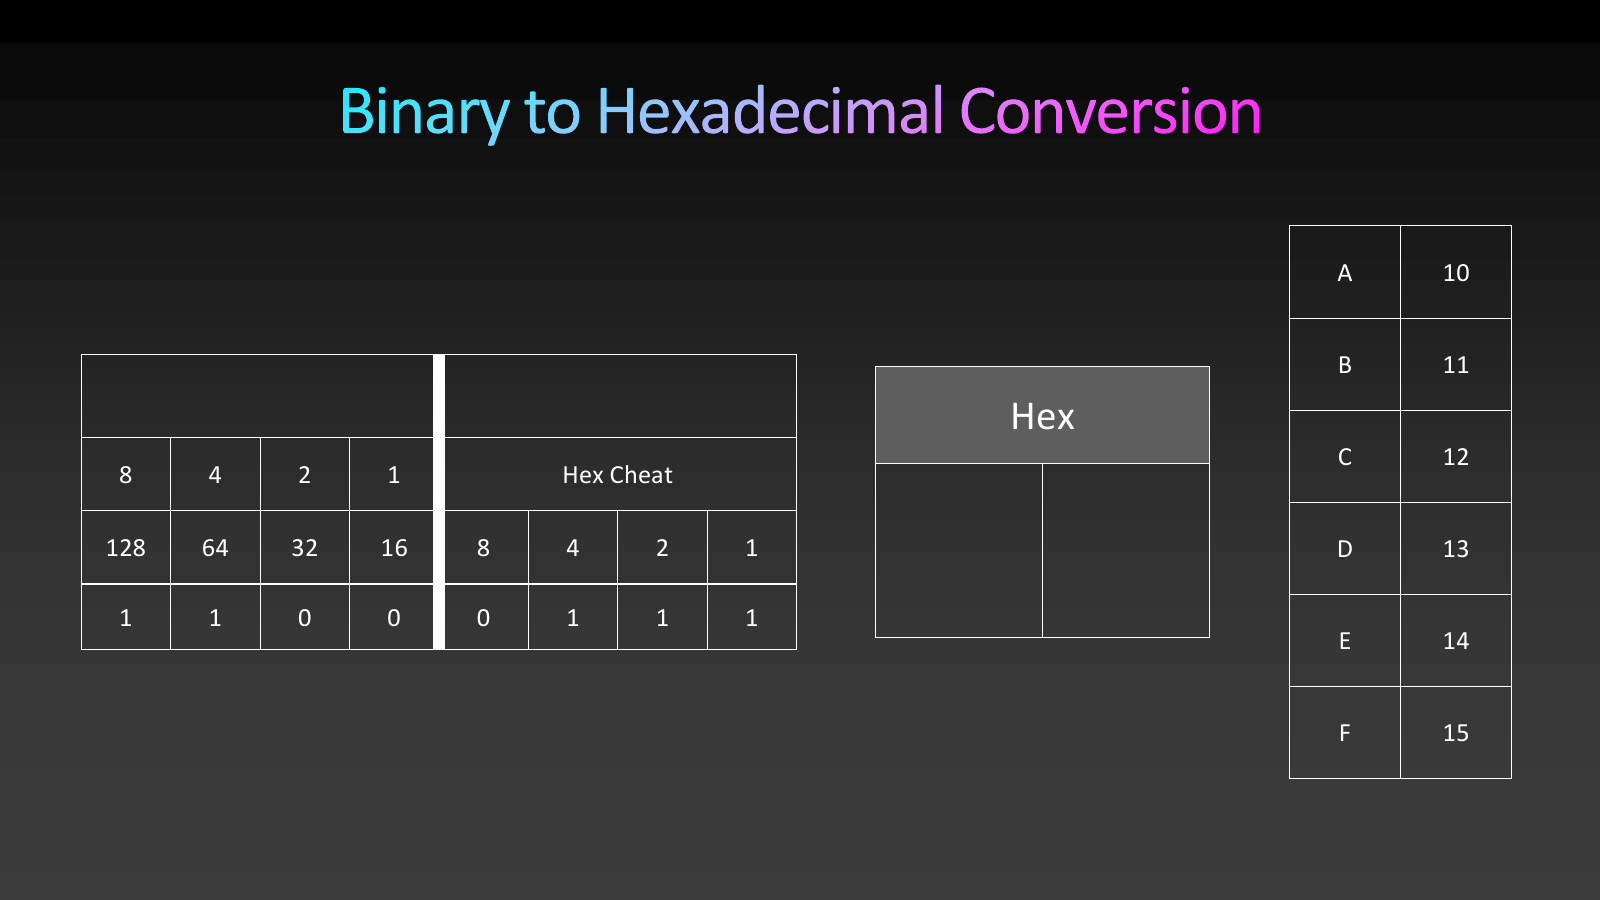 Binary to Hexadecimal Conversion
8 4 2 1 Hex Cheat
128 64 32 16 8 4 2 1
1 1 0 0 0 1 1 1
Hex
A 10
B 11
C 12
D 13
E 14
F 15